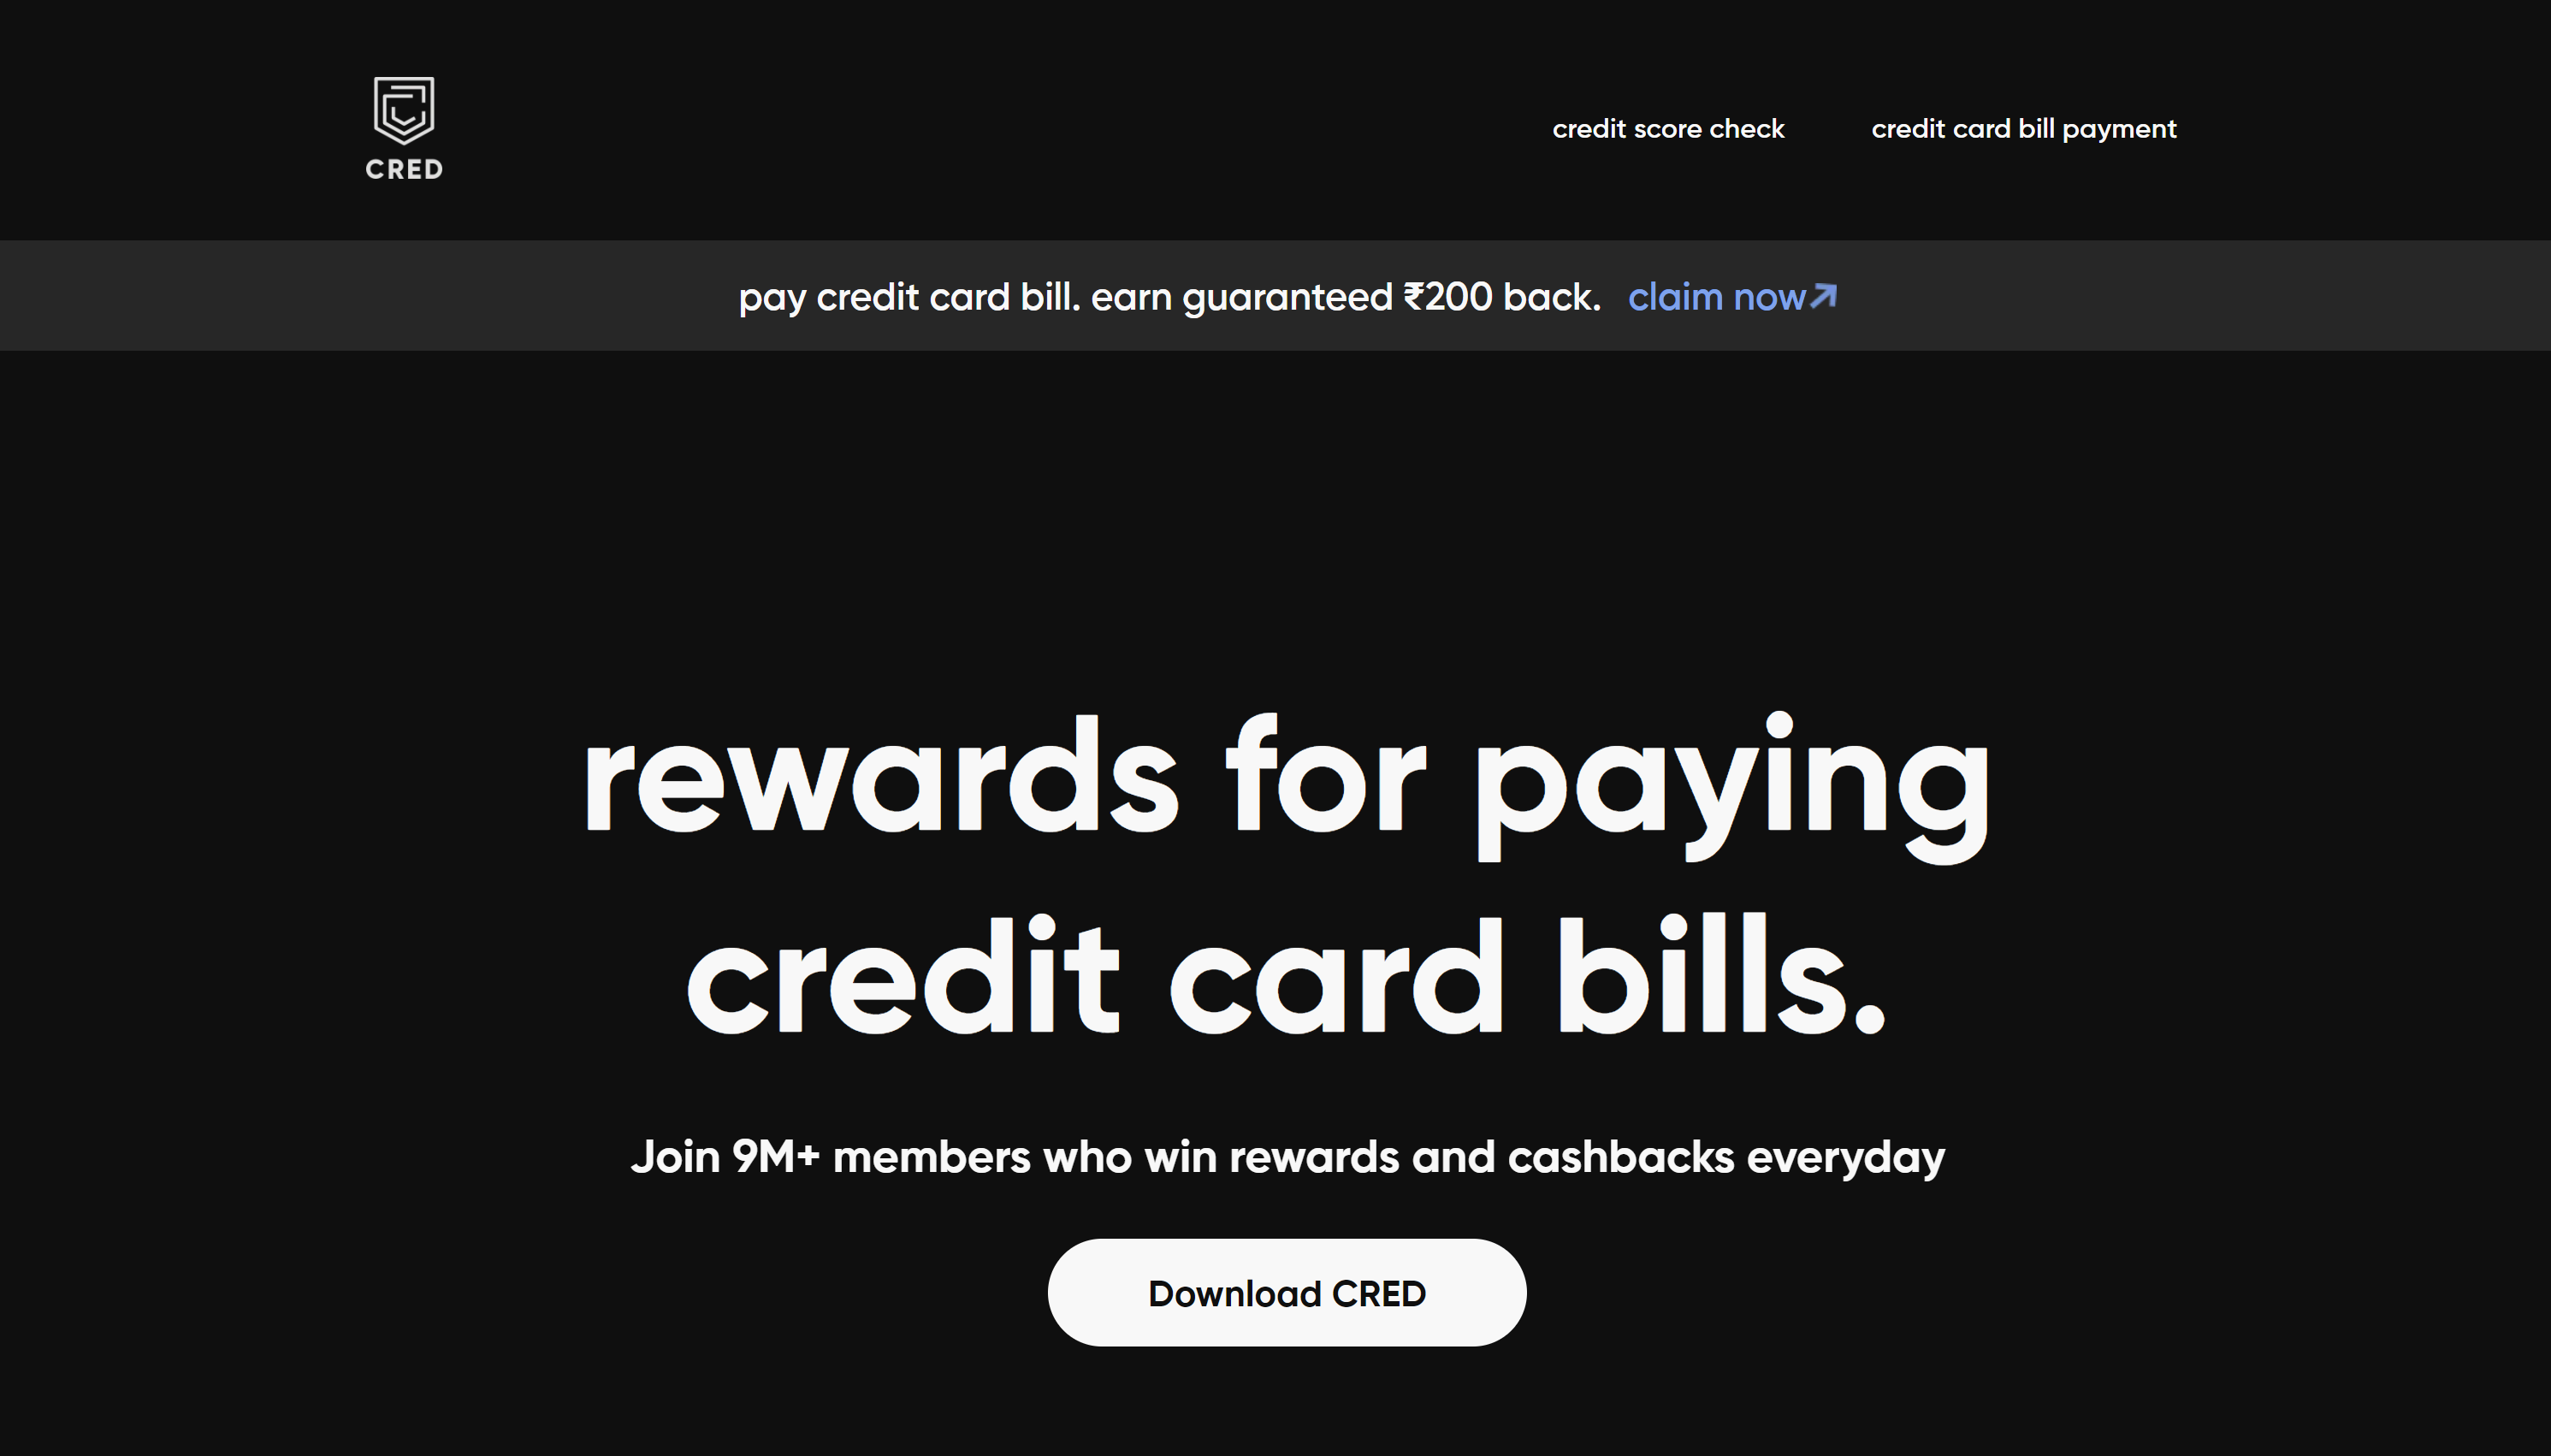 CRED
credit score check
credit card bill payment
pay credit card bill. earn guaranteed ₹200 back. claim now
rewards for paying
credit card bills.
Join 9M+ members who win rewards and cashbacks everyday
Download CRED